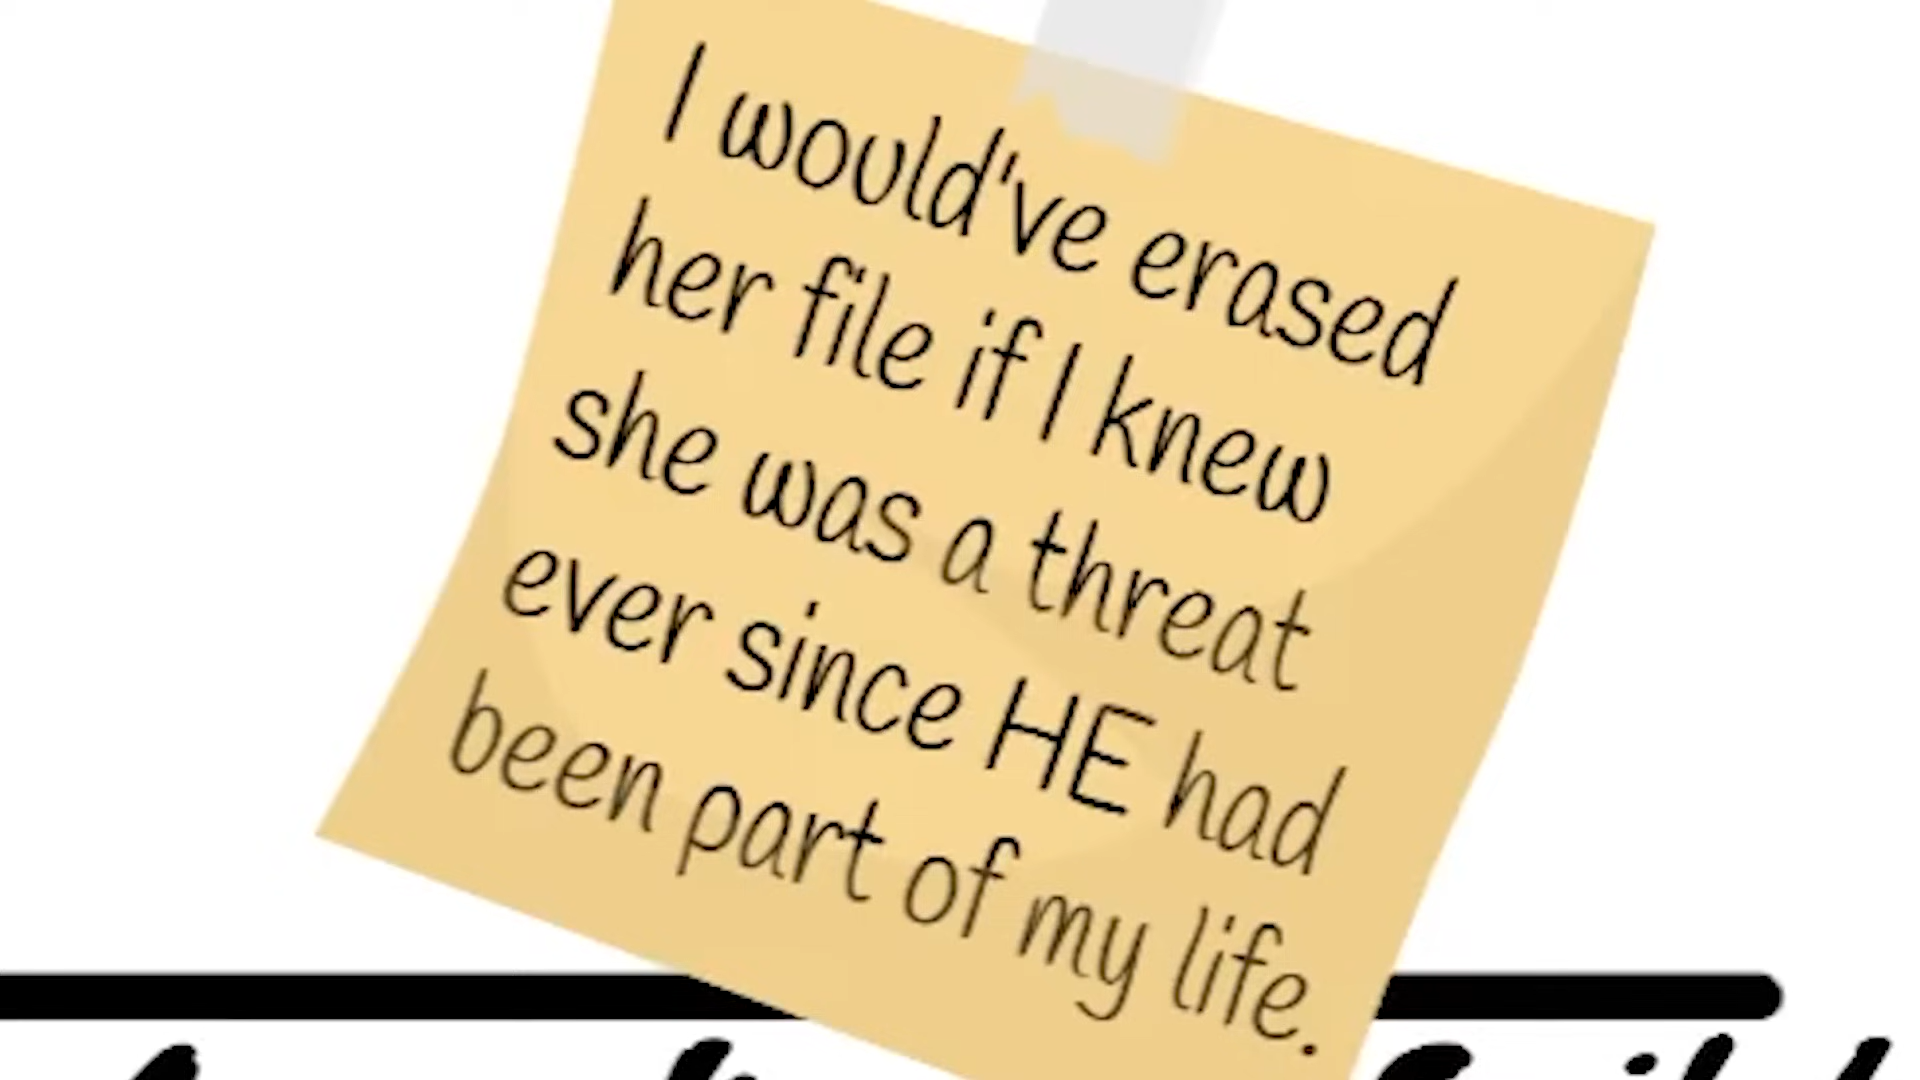 I would've erased
her file if I knew
she was a threat
ever since HE had
been part of my life.